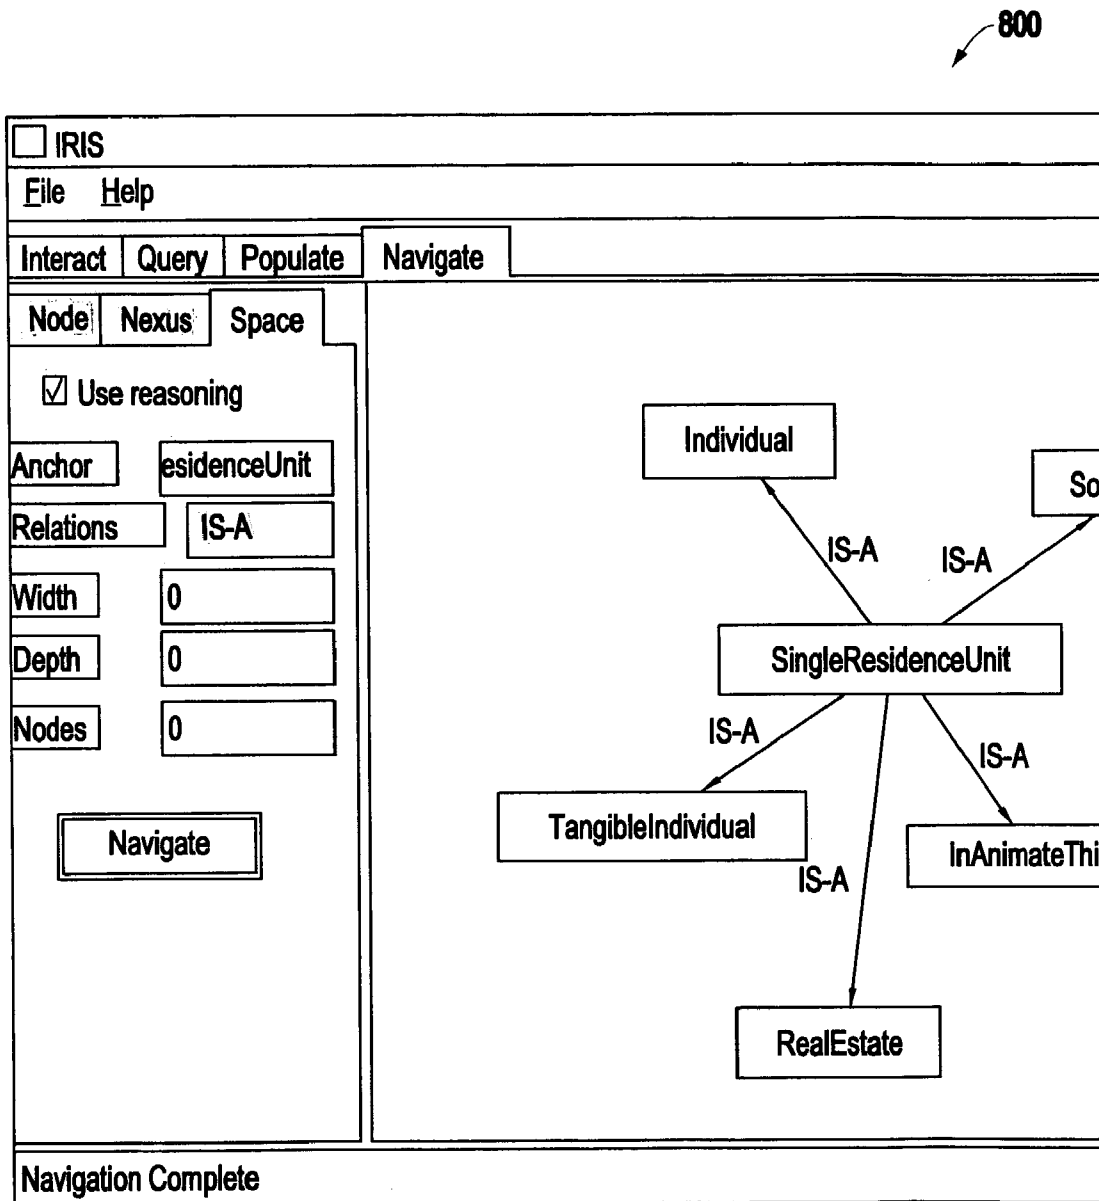 800
IRIS
File Help
Interact Query Populate Navigate
Node Nexus Space
Use reasoning
Anchor esidenceUnit
Relations IS-A
Width 0
Depth 0
Nodes 0
Navigate
Individual
So
IS-A IS-A
SingleResidenceUnit
IS-A IS-A
TangibleIndividual InAnimateThi
IS-A
RealEstate
Navigation Complete